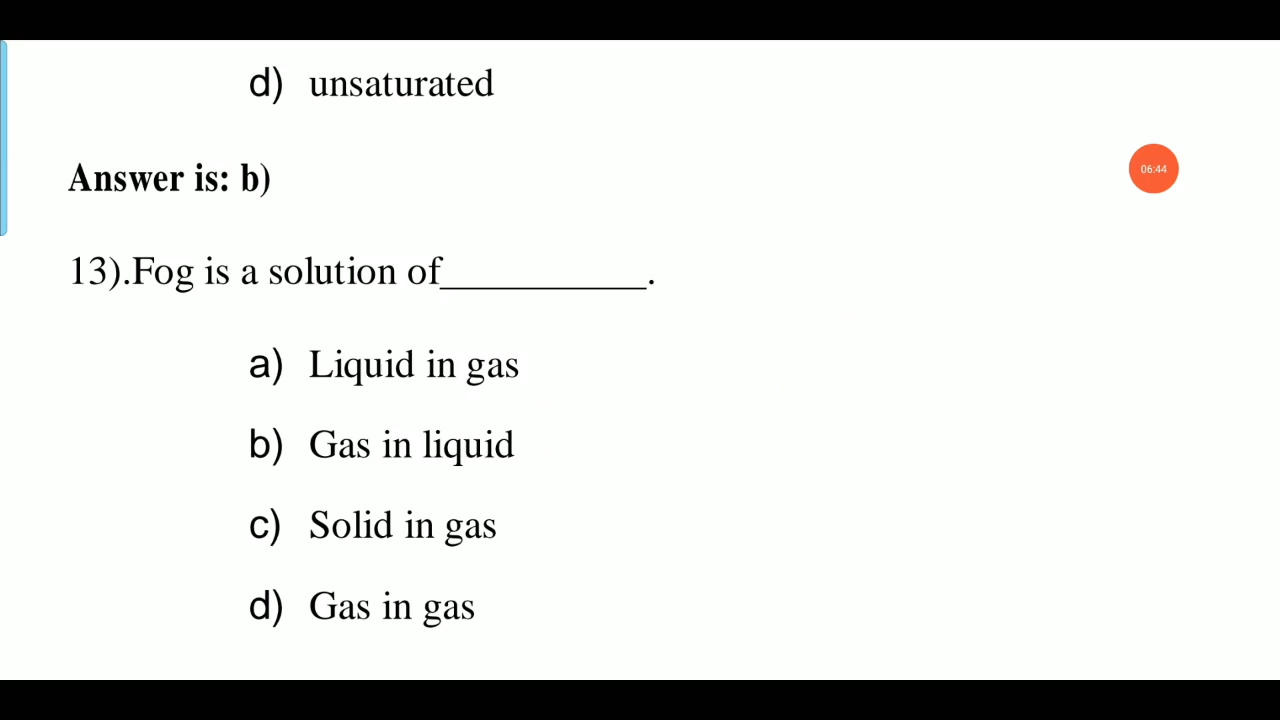 d) unsaturated
Answer is: b)
06:44
13).Fog is a solution of__________.
a) Liquid in gas
b) Gas in liquid
c) Solid in gas
d) Gas in gas